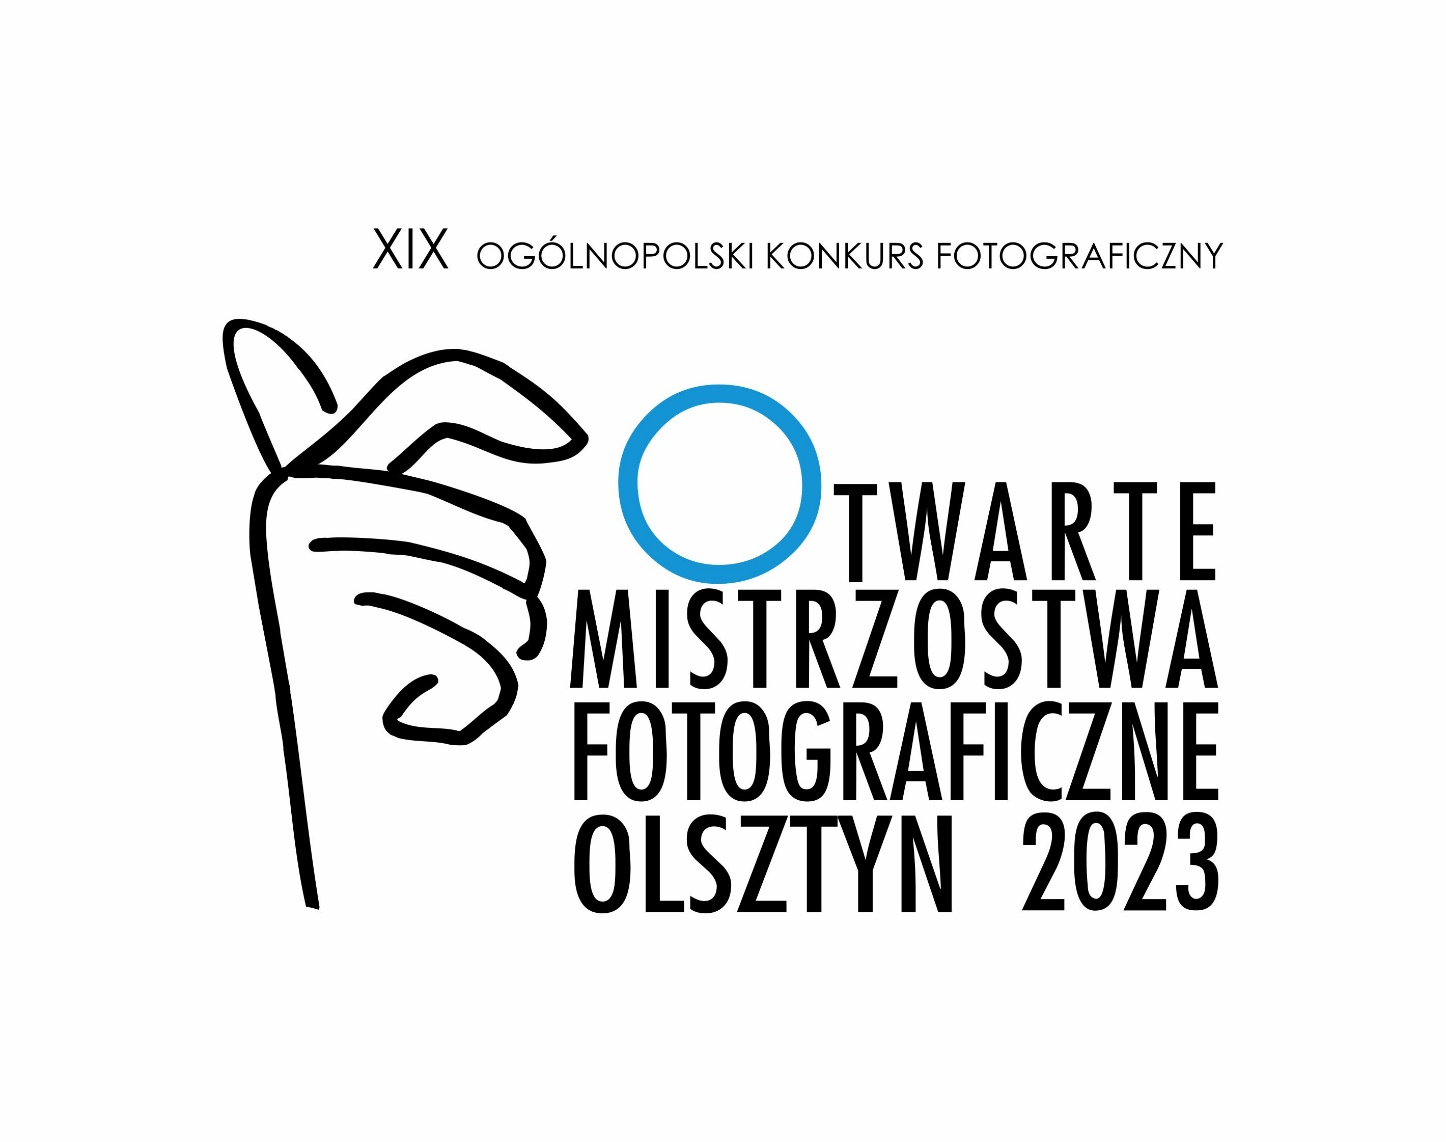 XIX OGÓLNOPOLSKI KONKURS FOTOGRAFICZNY
OTWARTE
MISTRZOSTWA
FOTOGRAFICZNE
OLSZTYN 2023